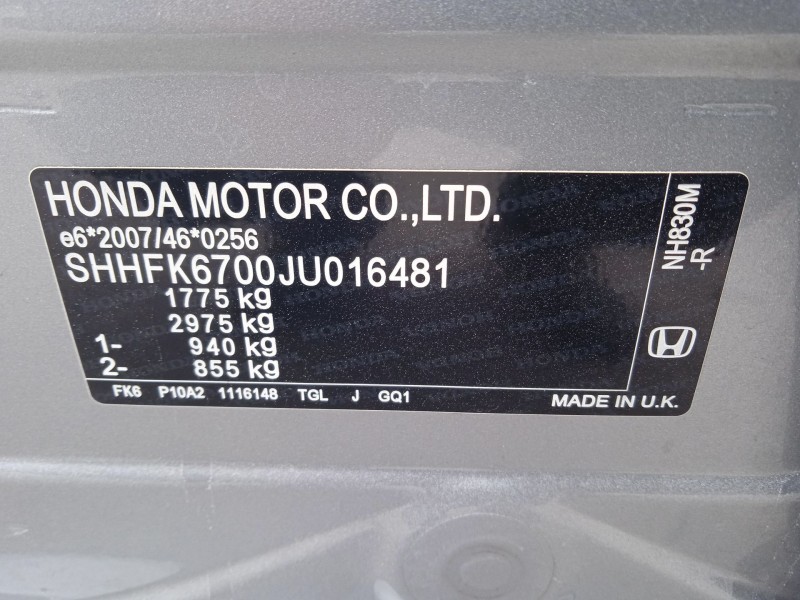 HONDA MOTOR CO.,LTD.
e6*2007/46*0256
SHHFK6700JU016481
1775 kg
2975 kg
1- 940 kg
2- 855 kg
FK6 P10A2 1116148 TGL J GQ1
MADE IN U.K.
NH830M
-R